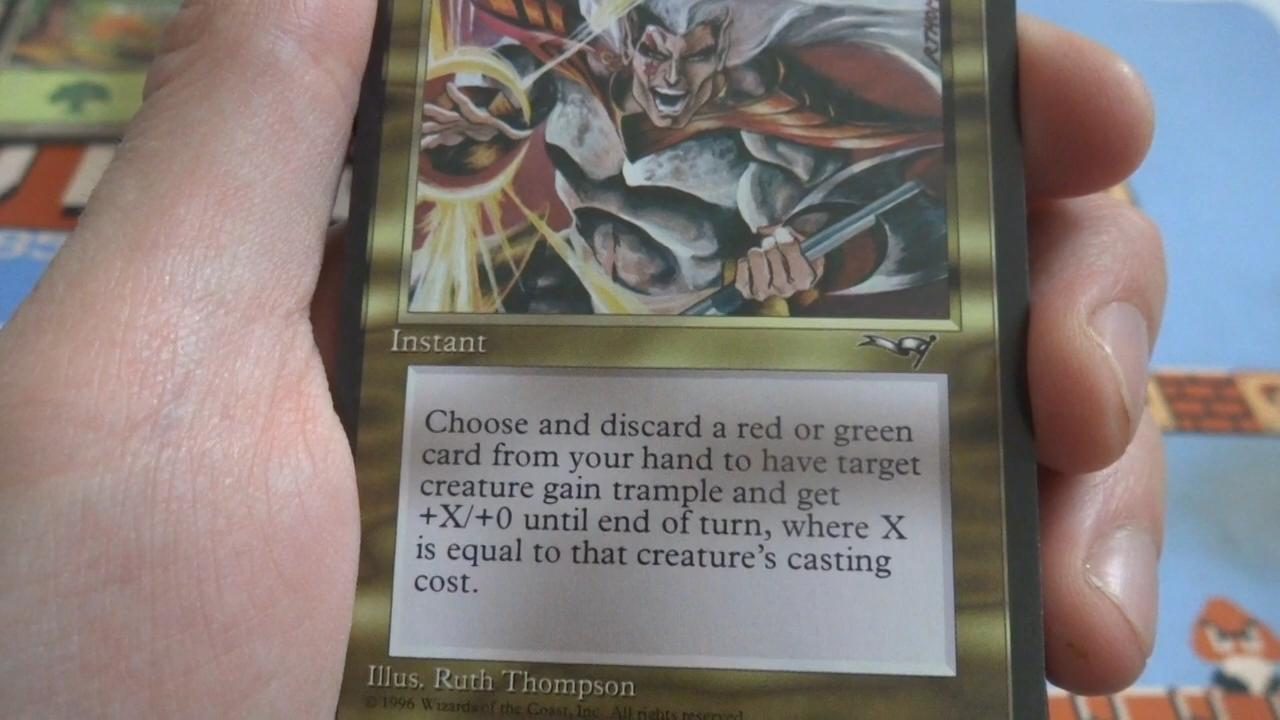 Instant
Choose and discard a red or green
card from your hand to have target
creature gain trample and get
+X/+0 until end of turn, where X
is equal to that creature's casting
cost.
Illus. Ruth Thompson
© 1996 Wizards of the Coast, Inc. All rights reserved.